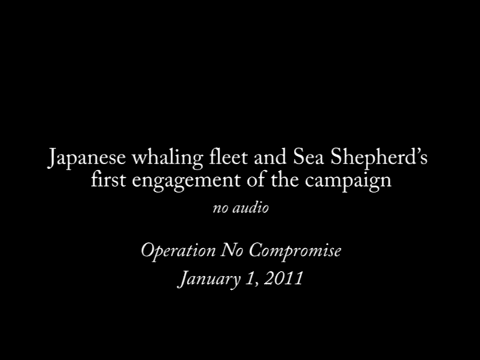 Japanese whaling fleet and Sea Shepherd’s
first engagement of the campaign
no audio
Operation No Compromise
January 1, 2011